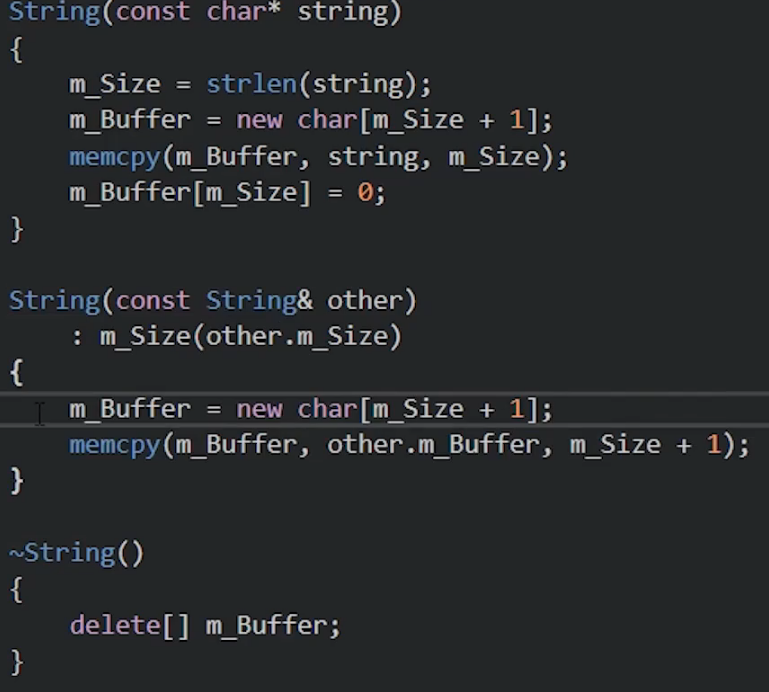 String(const char* string)
{
    m_Size = strlen(string);
    m_Buffer = new char[m_Size + 1];
    memcpy(m_Buffer, string, m_Size);
    m_Buffer[m_Size] = 0;
}

String(const String& other)
    : m_Size(other.m_Size)
{
    m_Buffer = new char[m_Size + 1];
    memcpy(m_Buffer, other.m_Buffer, m_Size + 1);
}

~String()
{
    delete[] m_Buffer;
}